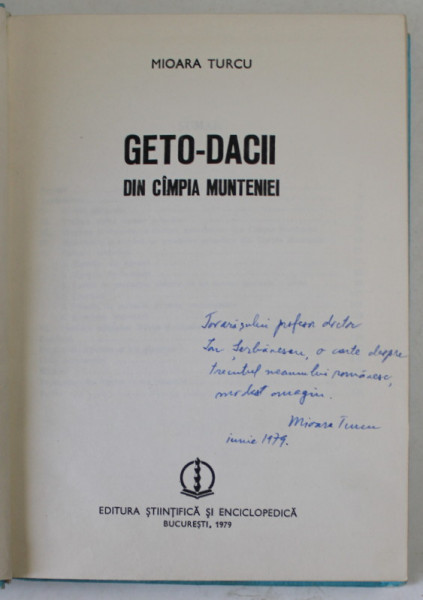 MIOARA TURCU
GETO-DACII
DIN CÎMPIA MUNTENIEI
Tovarășului profesor doctor
Ion Șerbănescu, o carte despre
trecutul neamului românesc,
modest omagiu.
Mioara Turcu
iunie 1979.
EDITURA ȘTIINȚIFICĂ ȘI ENCICLOPEDICĂ
BUCUREȘTI, 1979